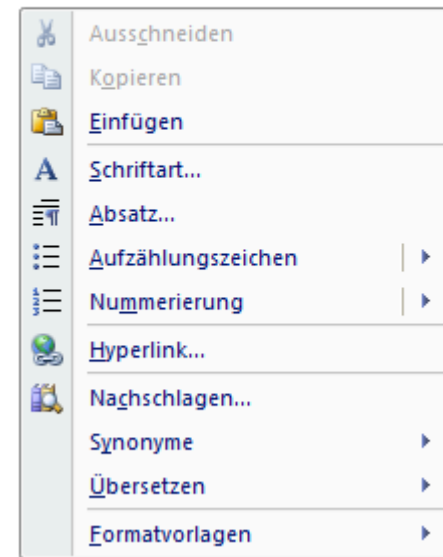 Ausschneiden
Kopieren
Einfügen
Schriftart...
Absatz...
Aufzählungszeichen
Nummerierung
Hyperlink...
Nachschlagen...
Synonyme
Übersetzen
Formatvorlagen